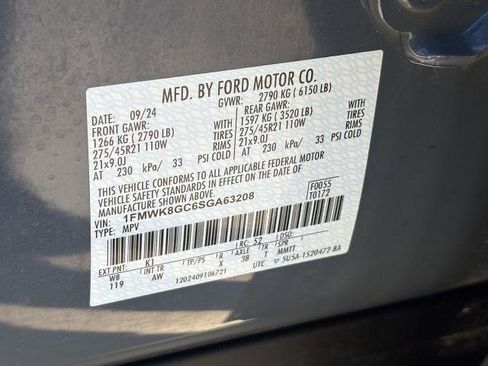 MFD. BY FORD MOTOR CO.
DATE: 09/24 GVWR: 2790 KG ( 6150 LB)
FRONT GAWR: REAR GAWR:
1266 KG ( 2790 LB) WITH 1597 KG ( 3520 LB) WITH
275/45R21 110W TIRES 275/45R21 110W TIRES
21x9.0J RIMS 21x9.0J RIMS
AT 230 kPa/ 33 PSI COLD AT 230 kPa/ 33 PSI COLD
THIS VEHICLE CONFORMS TO ALL APPLICABLE FEDERAL MOTOR
VEHICLE SAFETY STANDARDS IN EFFECT ON THE DATE OF
MANUFACTURE SHOWN ABOVE.
VIN: 1FMWK8GC6SGA63208 F0055
TYPE: MPV T0172
EXT PNT: K1 RC: 52 DSO:
WB INT TR TP/PS R AXLE TR SPR
119 AW X 3B T MMTT
1202409106721 UTC 5U5A-1520472-BA